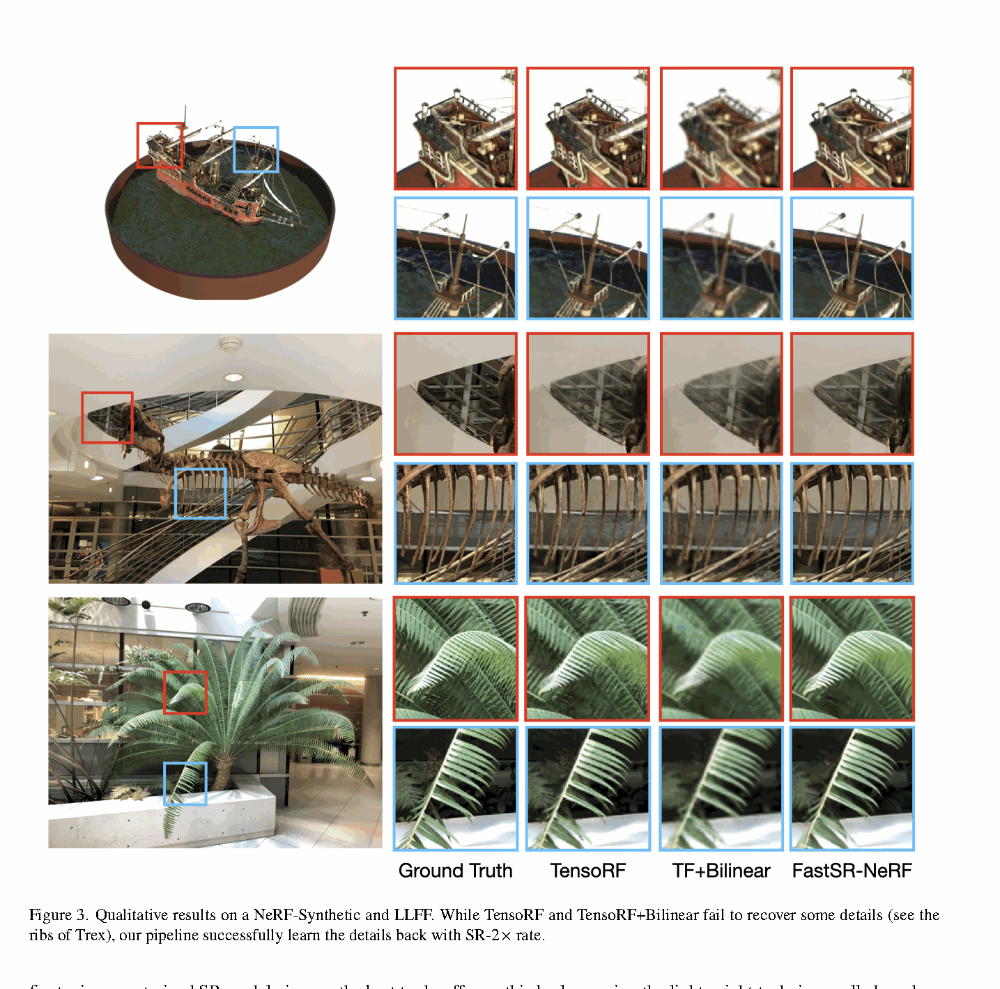 Ground Truth TensoRF TF+Bilinear FastSR-NeRF
Figure 3. Qualitative results on a NeRF-Synthetic and LLFF. While TensoRF and TensoRF+Bilinear fail to recover some details (see the
ribs of Trex), our pipeline successfully learn the details back with SR-2× rate.